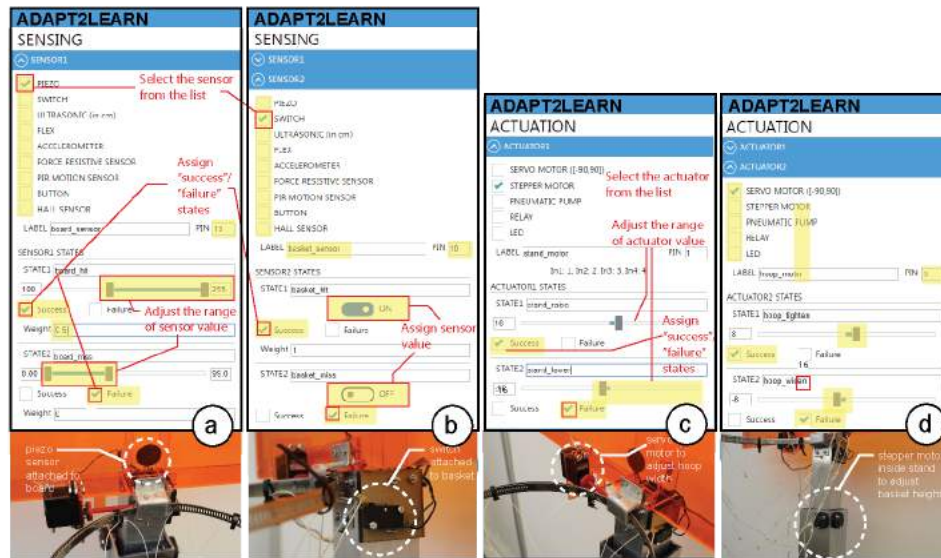 ADAPT2LEARN
SENSING
SENSOR1
PIEZO
SWITCH
ULTRASONIC (in cm)
FLEX
ACCELEROMETER
FORCE RESISTIVE SENSOR
PIR MOTION SENSOR
BUTTON
HALL SENSOR
LABEL board_sensor PIN 13
SENSOR1 STATES
STATE1 board_hit
100 255
Success Failure
Weight 0.5
STATE2 board_miss
0.00 99.0
Success Failure
Weight
a
piezo
sensor
attached to
board
Select the sensor
from the list
Assign
"success"/
"failure"
states
Adjust the range
of sensor value
ADAPT2LEARN
SENSING
SENSOR1
SENSOR2
PIEZO
SWITCH
ULTRASONIC (in cm)
FLEX
ACCELEROMETER
FORCE RESISTIVE SENSOR
PIR MOTION SENSOR
BUTTON
HALL SENSOR
LABEL basket_sensor PIN 10
SENSOR2 STATES
STATE1 basket_hit
ON
Success Failure
Weight 1
STATE2 basket_miss
OFF
Success Failure
Assign sensor
value
b
switch
attached
to basket
ADAPT2LEARN
ACTUATION
ACTUATOR1
SERVO MOTOR ([-90,90])
STEPPER MOTOR
PNEUMATIC PUMP
RELAY
LED
LABEL stand_motor PIN 1
In1: 1, In2: 2, In3: 3, In4: 4
ACTUATOR1 STATES
STATE1 stand_raise
16
Success Failure
STATE2 stand_lower
-16
Success Failure
Select the actuator
from the list
Adjust the range
of actuator value
Assign
"success"/
"failure"
states
c
servo
motor to
adjust hoop
width
ADAPT2LEARN
ACTUATION
ACTUATOR1
ACTUATOR2
SERVO MOTOR ([-90,90])
STEPPER MOTOR
PNEUMATIC PUMP
RELAY
LED
LABEL hoop_motor PIN
ACTUATOR2 STATES
STATE1 hoop_tighten
8
Success Failure
16
STATE2 hoop_widen
-8
Success Failure
d
stepper motor
inside stand
to adjust
basket height